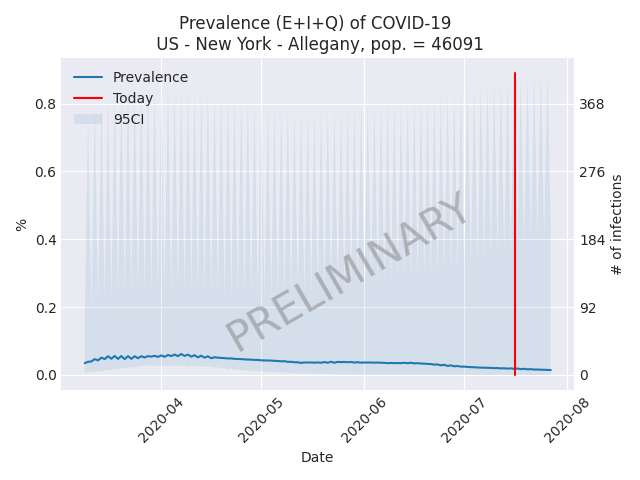 Prevalence (E+I+Q) of COVID-19
US - New York - Allegany, pop. = 46091
Prevalence
Today
95CI
0.8
0.6
0.4
0.2
0.0
%
368
276
184
92
0
# of infections
PRELIMINARY
2020-04
2020-05
2020-06
2020-07
2020-08
Date